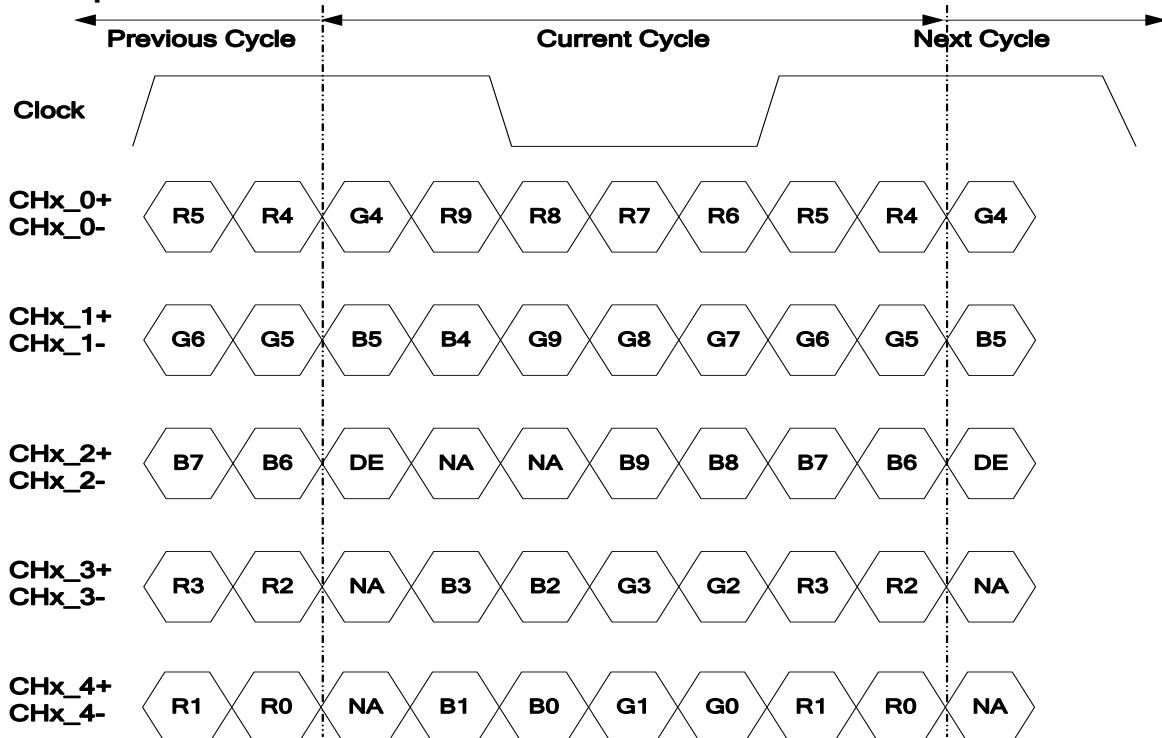 Previous Cycle Current Cycle Next Cycle
Clock
CHx_0+
CHx_0-
R5 R4 G4 R9 R8 R7 R6 R5 R4 G4
CHx_1+
CHx_1-
G6 G5 B5 B4 G9 G8 G7 G6 G5 B5
CHx_2+
CHx_2-
B7 B6 DE NA NA B9 B8 B7 B6 DE
CHx_3+
CHx_3-
R3 R2 NA B3 B2 G3 G2 R3 R2 NA
CHx_4+
CHx_4-
R1 R0 NA B1 B0 G1 G0 R1 R0 NA